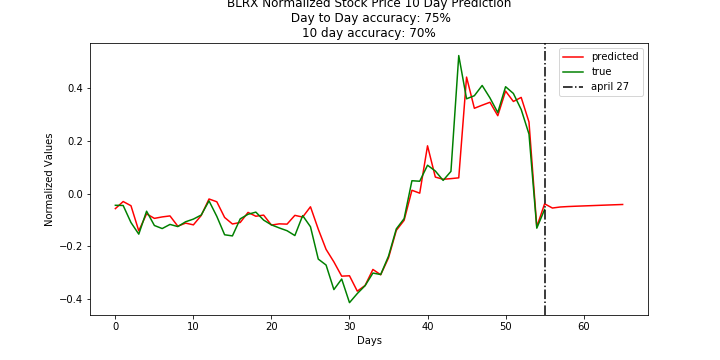 BLRX Normalized Stock Price 10 Day Prediction
Day to Day accuracy: 75%
10 day accuracy: 70%
predicted
true
april 27
Normalized Values
0.4
0.2
0.0
−0.2
−0.4
0 10 20 30 40 50 60
Days